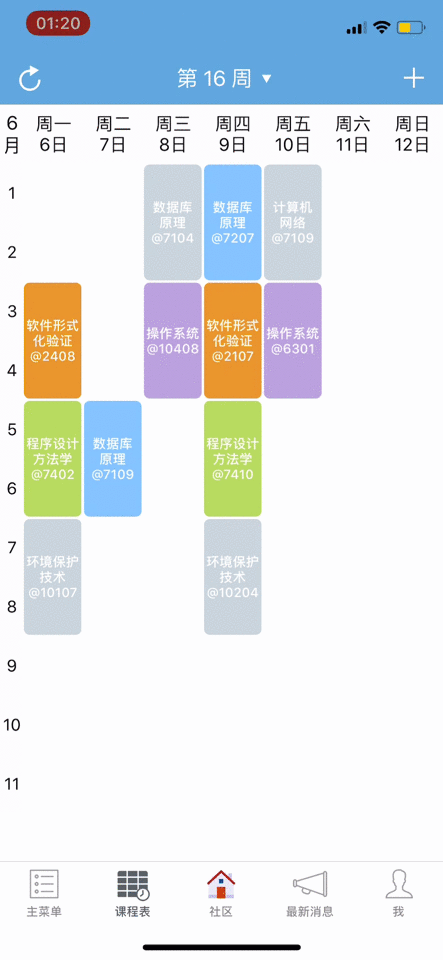 01:20
第 16 周 ▼
6月 周一 周二 周三 周四 周五 周六 周日
6日 7日 8日 9日 10日 11日 12日
1
数据库
原理
@7104
数据库
原理
@7207
计算机
网络
@7109
2
3
软件形式
化验证
@2408
操作系统
@10408
软件形式
化验证
@2107
操作系统
@6301
4
5
程序设计
方法学
@7402
数据库
原理
@7109
程序设计
方法学
@7410
6
7
环境保护
技术
@10107
环境保护
技术
@10204
8
9
10
11
主菜单 课程表 社区 最新消息 我